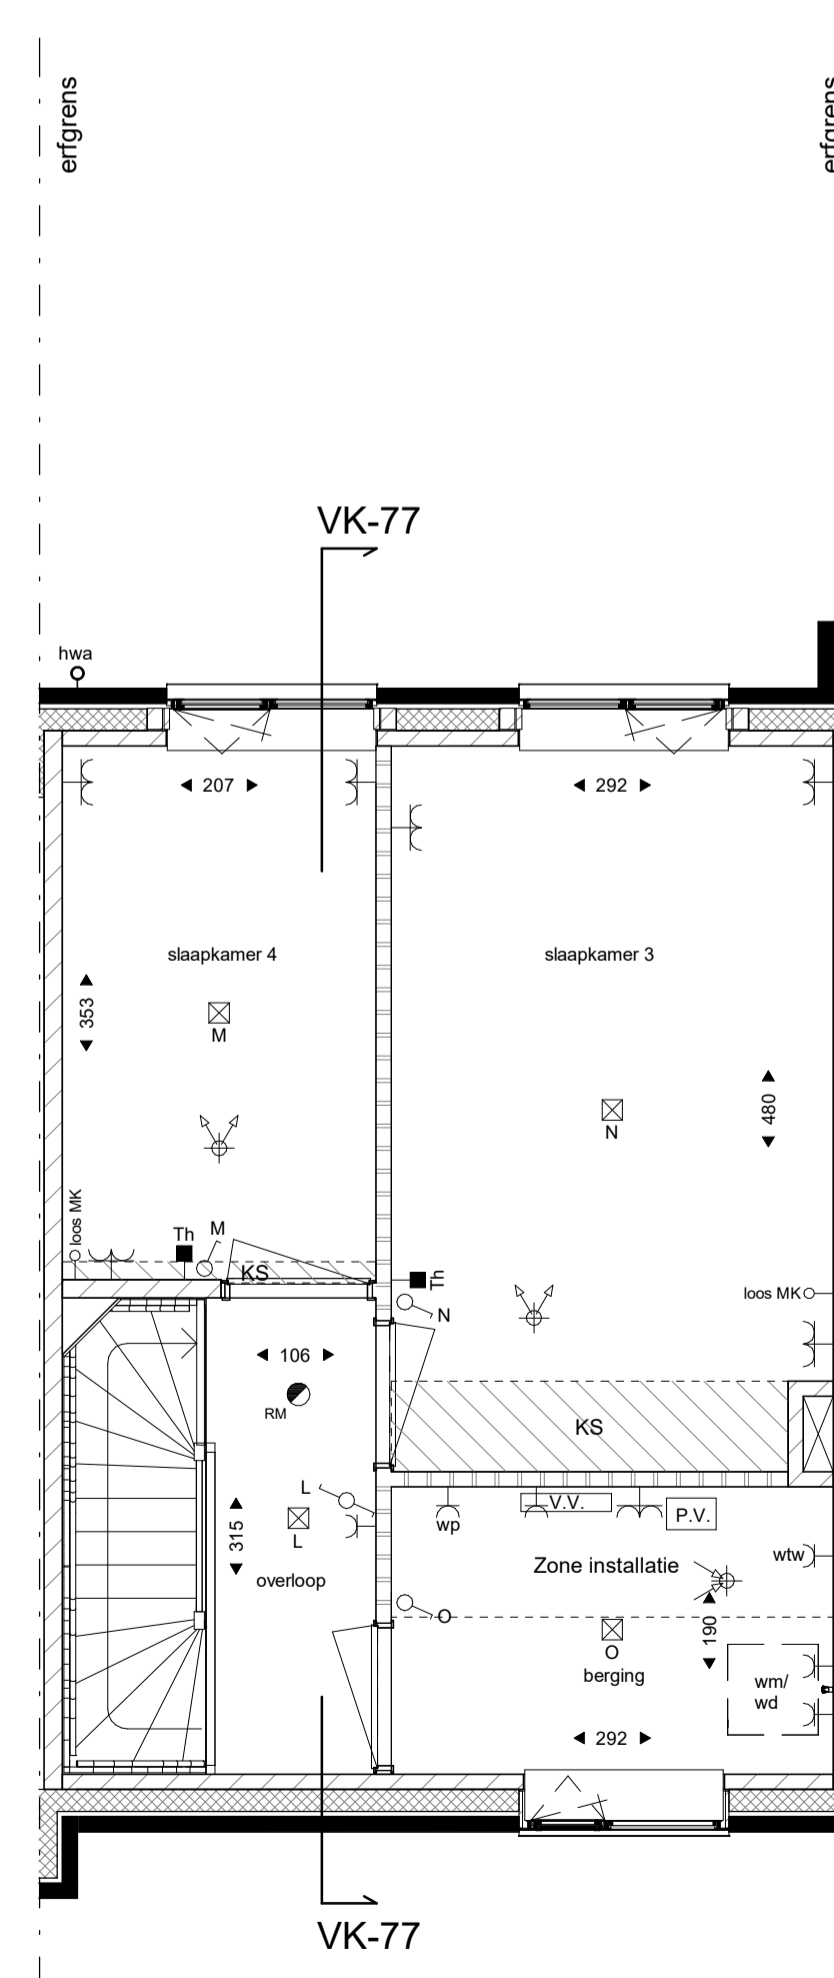 erfgrens
erfgrens
VK-77
hwa
207
292
slaapkamer 4
slaapkamer 3
353
M
480
N
loos MK
Th
M
KS
Th
N
loos MK
106
RM
KS
L
L
315
overloop
wp
V.V.
P.V.
Zone installatie
wtw
O
O
190
berging
wm/
wd
292
VK-77